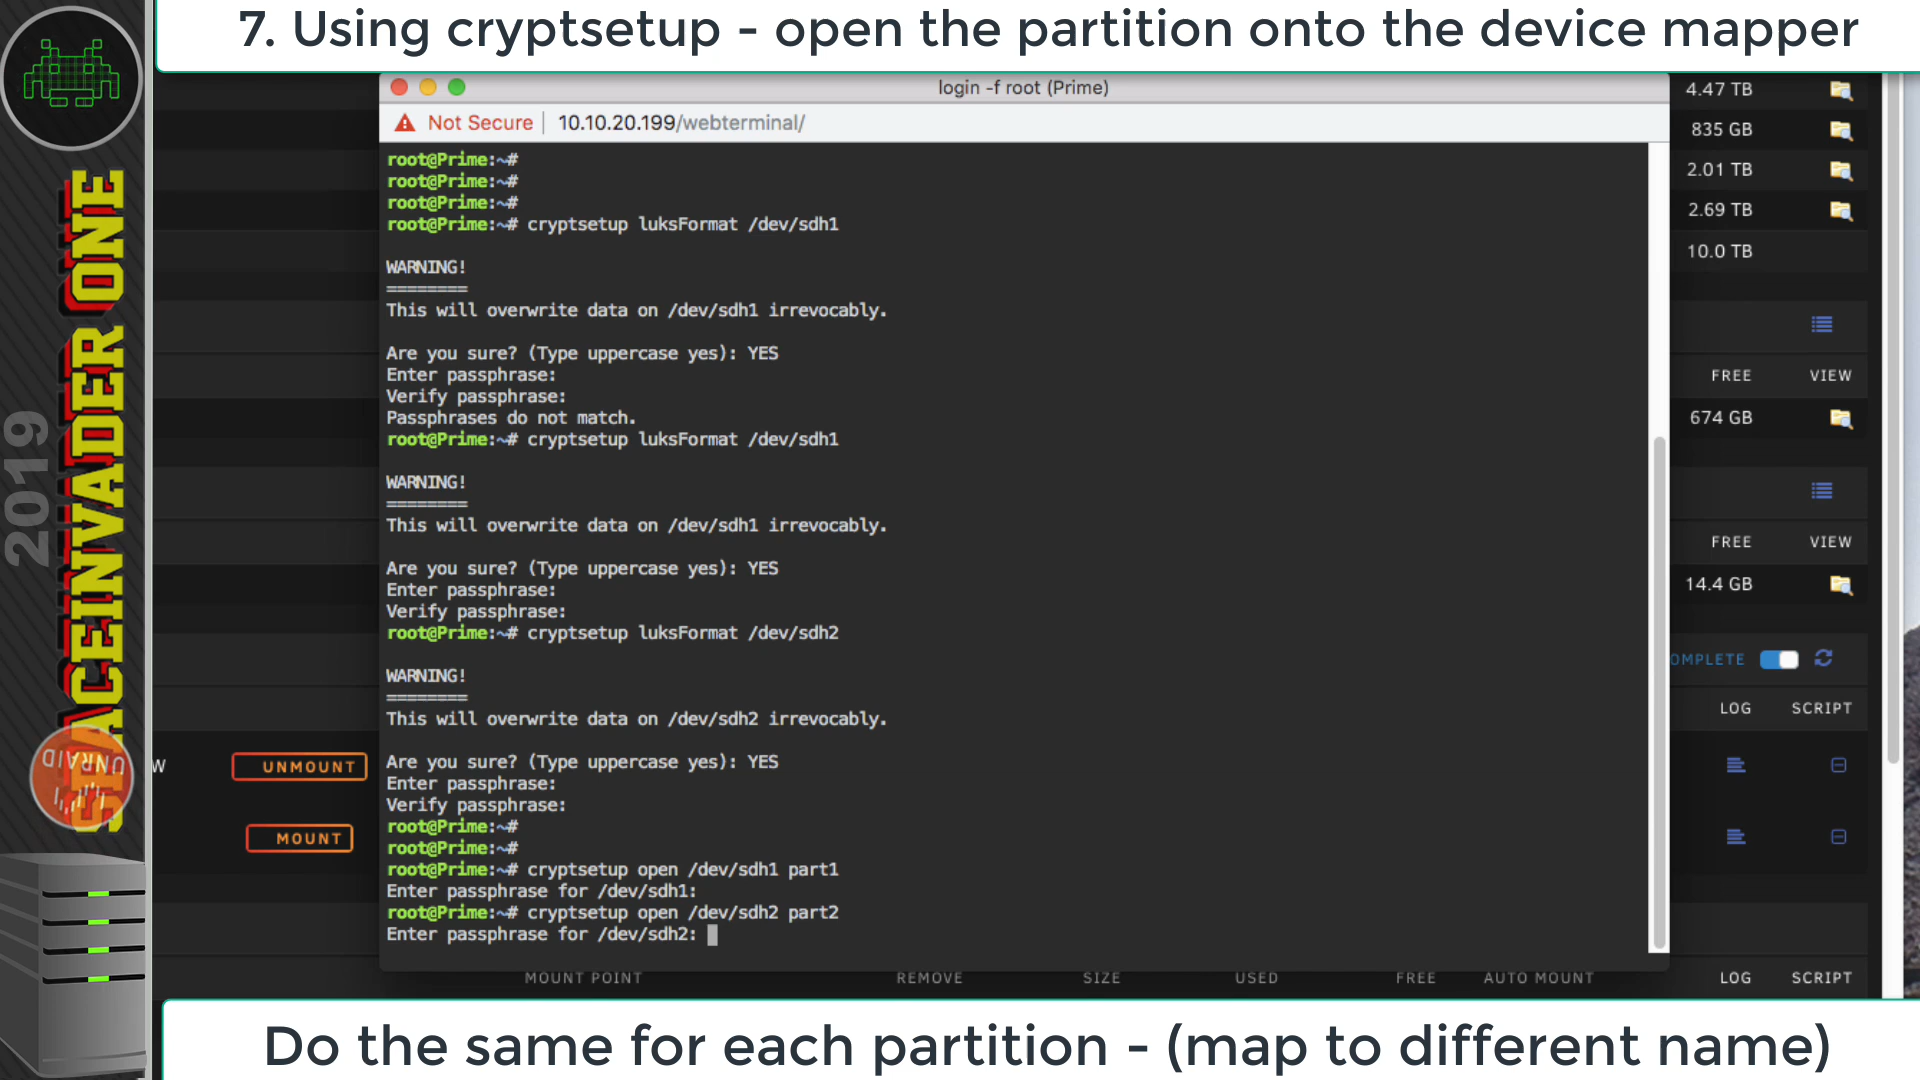 7. Using cryptsetup - open the partition onto the device mapper
login -f root (Prime)
Not Secure | 10.10.20.199/webterminal/
root@Prime:~#
root@Prime:~#
root@Prime:~#
root@Prime:~# cryptsetup luksFormat /dev/sdh1
WARNING!
========
This will overwrite data on /dev/sdh1 irrevocably.
Are you sure? (Type uppercase yes): YES
Enter passphrase:
Verify passphrase:
Passphrases do not match.
root@Prime:~# cryptsetup luksFormat /dev/sdh1
WARNING!
========
This will overwrite data on /dev/sdh1 irrevocably.
Are you sure? (Type uppercase yes): YES
Enter passphrase:
Verify passphrase:
root@Prime:~# cryptsetup luksFormat /dev/sdh2
WARNING!
========
This will overwrite data on /dev/sdh2 irrevocably.
Are you sure? (Type uppercase yes): YES
Enter passphrase:
Verify passphrase:
root@Prime:~#
root@Prime:~#
root@Prime:~# cryptsetup open /dev/sdh1 part1
Enter passphrase for /dev/sdh1:
root@Prime:~# cryptsetup open /dev/sdh2 part2
Enter passphrase for /dev/sdh2:
4.47 TB
835 GB
2.01 TB
2.69 TB
10.0 TB
FREE VIEW
674 GB
FREE VIEW
14.4 GB
OMPLETE
LOG SCRIPT
W UNMOUNT
MOUNT
MOUNT POINT REMOVE SIZE USED FREE AUTO MOUNT LOG SCRIPT
2019
SPACEINVADER ONE
UNRAID
Do the same for each partition - (map to different name)